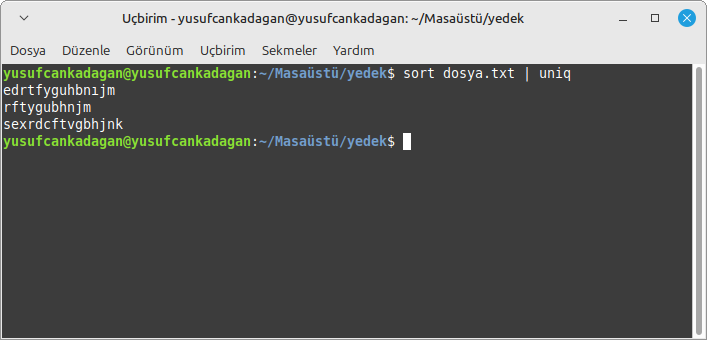 Uçbirim - yusufcankadagan@yusufcankadagan: ~/Masaüstü/yedek
Dosya Düzenle Görünüm Uçbirim Sekmeler Yardım
yusufcankadagan@yusufcankadagan:~/Masaüstü/yedek$ sort dosya.txt | uniq
edrtfyguhbnıjm
rftygubhnjm
sexrdcftvgbhjnk
yusufcankadagan@yusufcankadagan:~/Masaüstü/yedek$